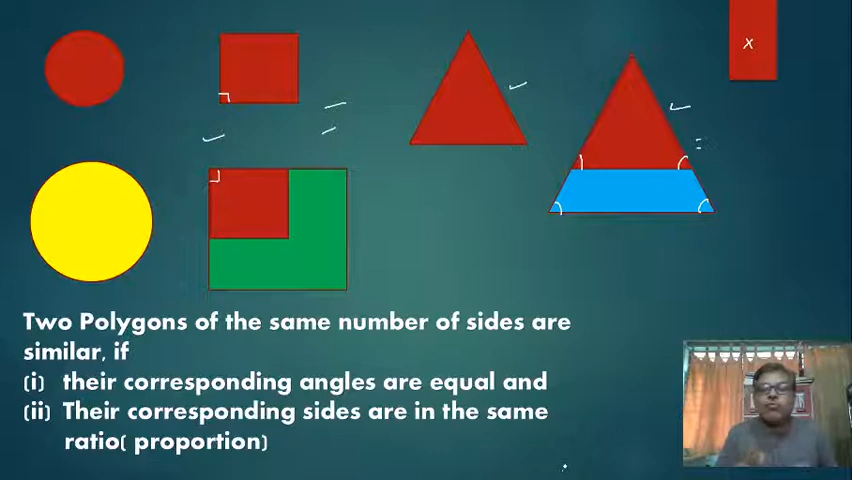 x
Two Polygons of the same number of sides are
similar, if
(i) their corresponding angles are equal and
(ii) Their corresponding sides are in the same
ratio( proportion)